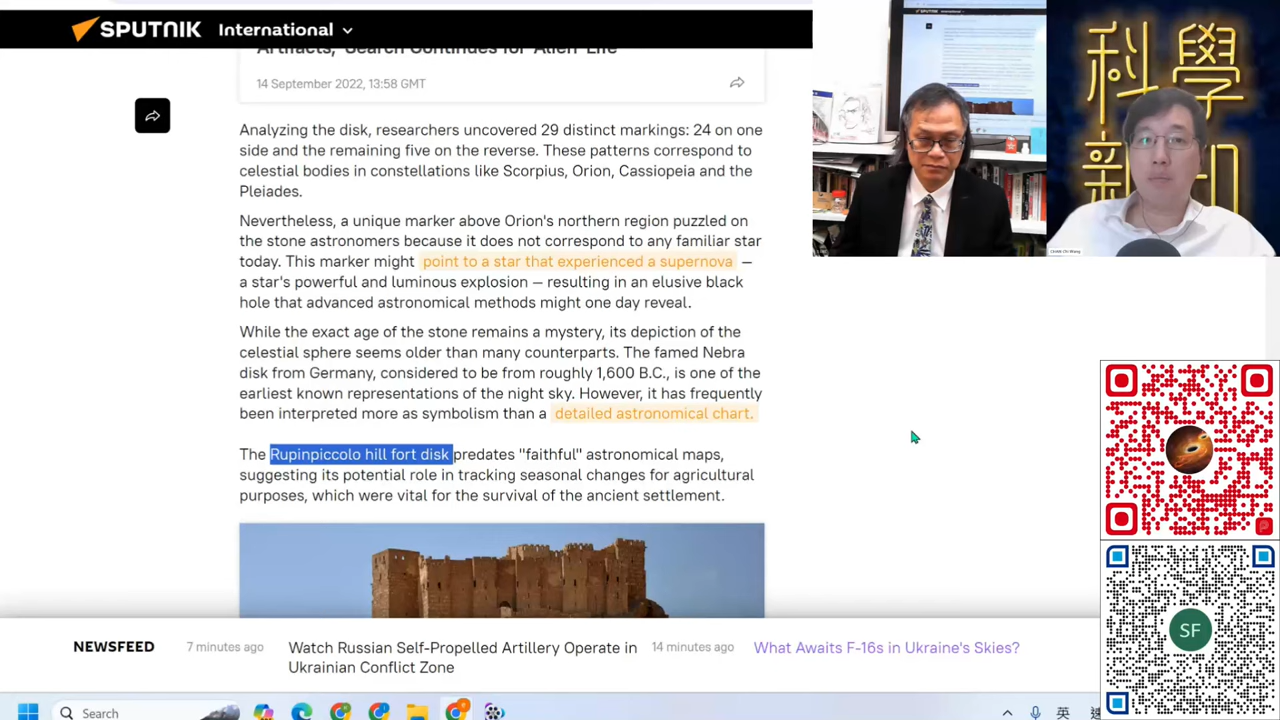 SPUTNIK International
September 2022, 13:58 GMT
Analyzing the disk, researchers uncovered 29 distinct markings: 24 on one
side and the remaining five on the reverse. These patterns correspond to
celestial bodies in constellations like Scorpius, Orion, Cassiopeia and the
Pleiades.
Nevertheless, a unique marker above Orion's northern region puzzled on
the stone astronomers because it does not correspond to any familiar star
today. This marker might point to a star that experienced a supernova —
a star's powerful and luminous explosion — resulting in an elusive black
hole that advanced astronomical methods might one day reveal.
While the exact age of the stone remains a mystery, its depiction of the
celestial sphere seems older than many counterparts. The famed Nebra
disk from Germany, considered to be from roughly 1,600 B.C., is one of the
earliest known representations of the night sky. However, it has frequently
been interpreted more as symbolism than a detailed astronomical chart.
The Rupinpiccolo hill fort disk predates "faithful" astronomical maps,
suggesting its potential for tracking seasonal changes for agricultural
purposes, which were vital for the survival of the ancient settlement.
NEWSFEED
7 minutes ago
Watch Russian Self-Propelled Artillery Operate in
Ukrainian Conflict Zone
14 minutes ago
What Awaits F-16s in Ukraine's Skies?
Search
英
科學
新知
SF